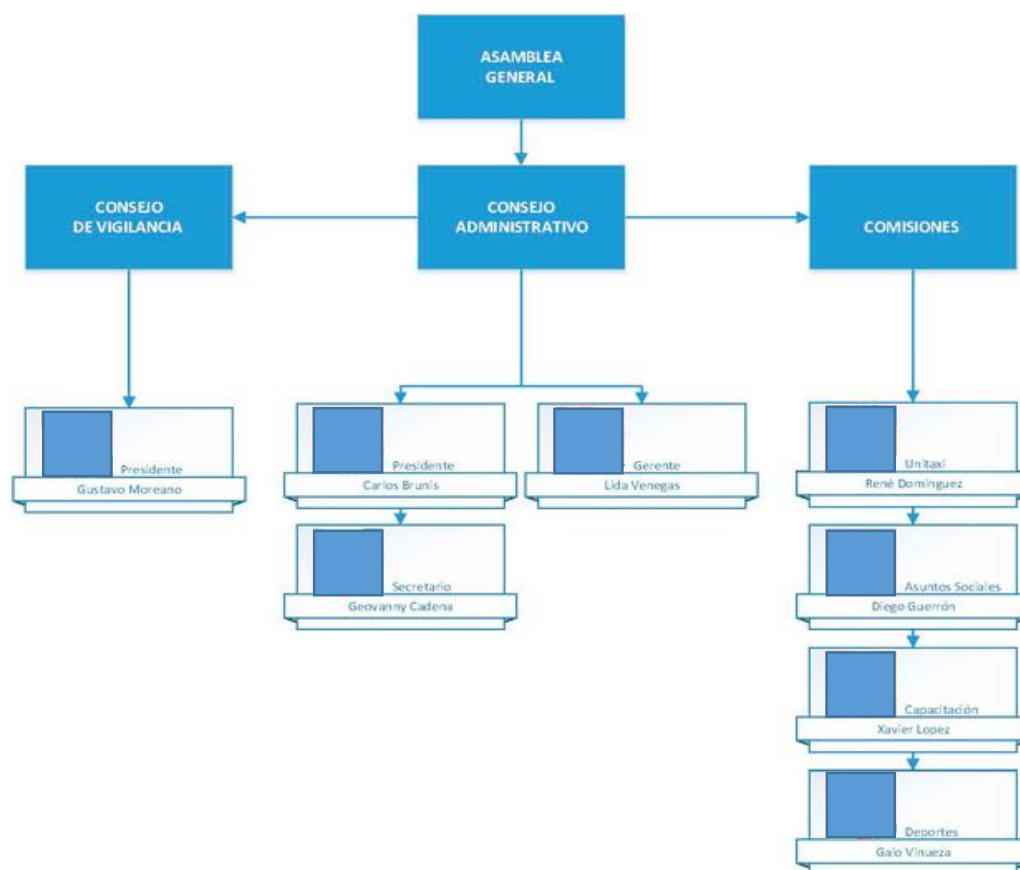 ASAMBLEA
GENERAL
CONSEJO
DE VIGILANCIA
CONSEJO
ADMINISTRATIVO
COMISIONES
Presidente
Gustavo Moreano
Presidente
Carlos Brunis
Secretario
Geovanny Cadena
Gerente
Lida Venegas
Unitaxi
René Domínguez
Asuntos Sociales
Diego Guerrón
Capacitación
Xavier Lopez
Deportes
Galo Vinueza